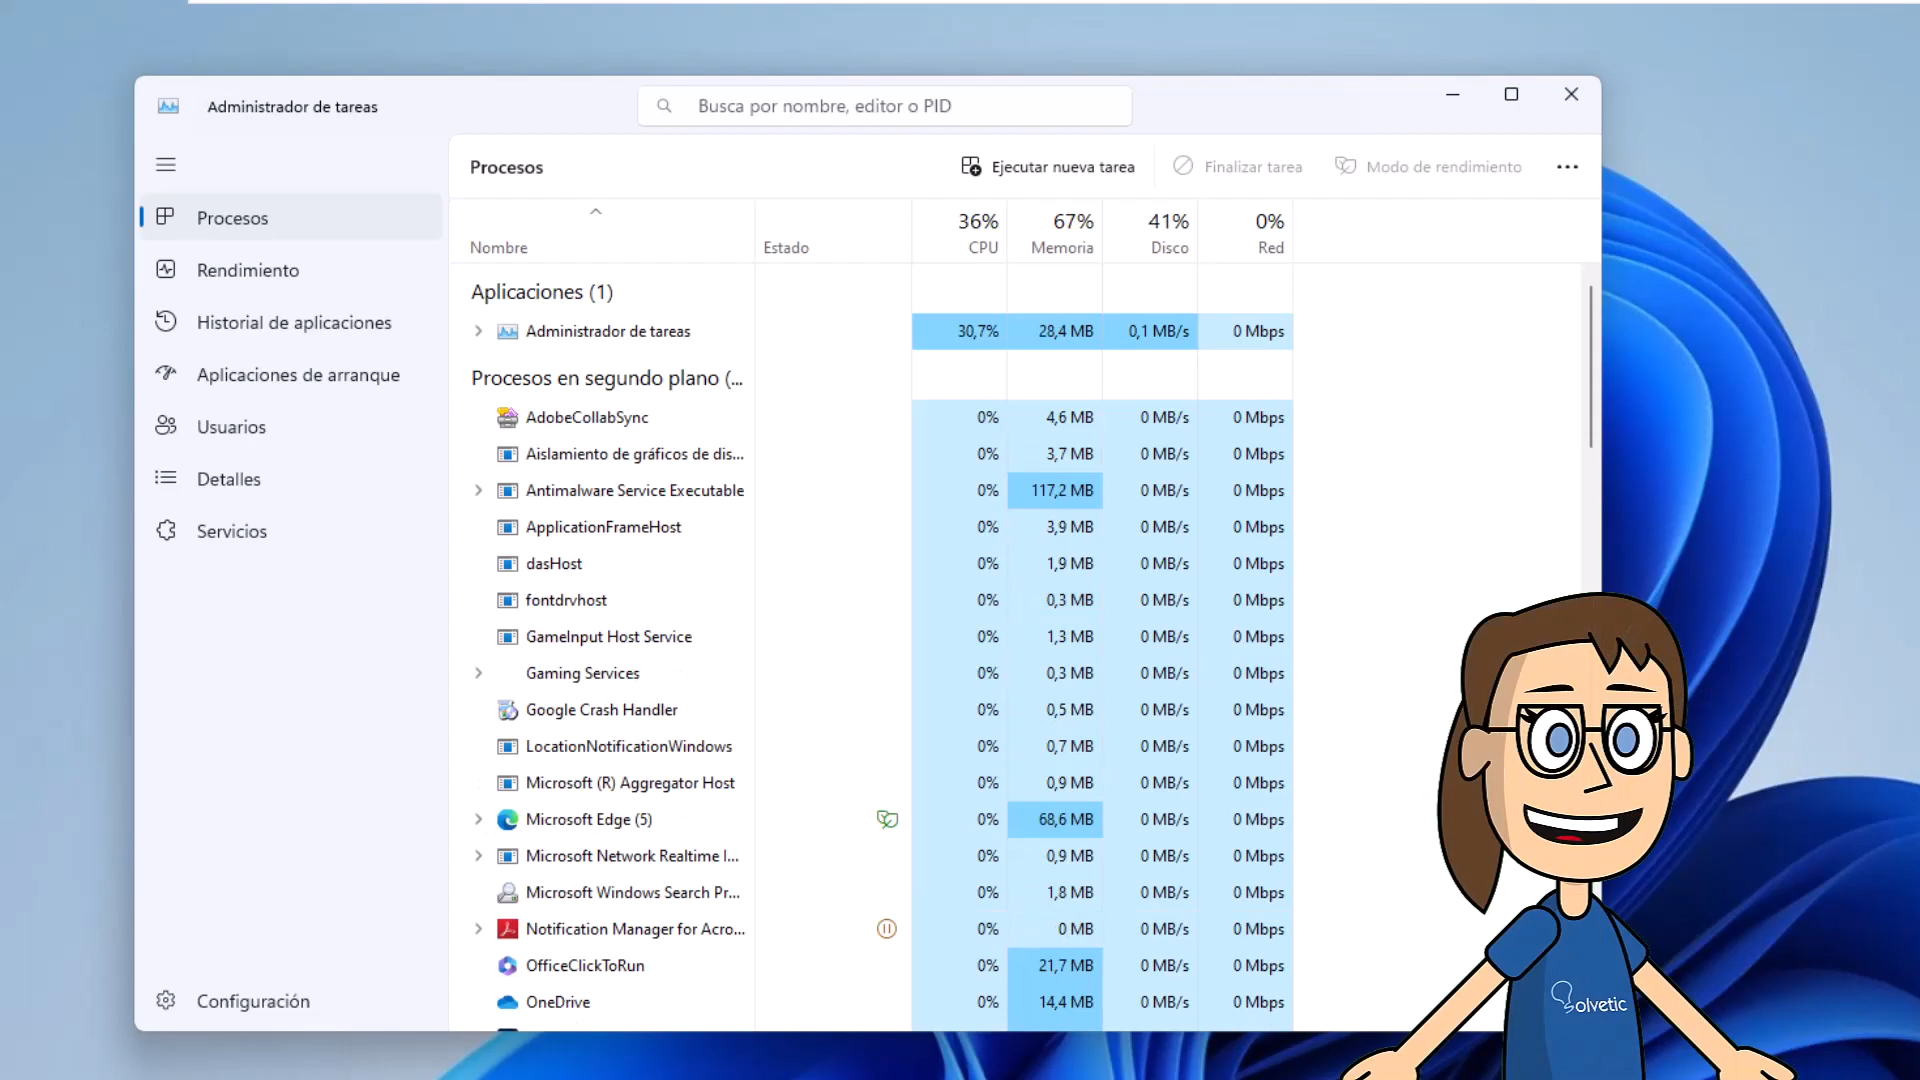 Administrador de tareas
Busca por nombre, editor o PID
Procesos
Ejecutar nueva tarea
Finalizar tarea
Modo de rendimiento
Procesos
Rendimiento
Historial de aplicaciones
Aplicaciones de arranque
Usuarios
Detalles
Servicios
Configuración
36% 67% 41% 0%
Nombre Estado CPU Memoria Disco Red
Aplicaciones (1)
Administrador de tareas 30,7% 28,4 MB 0,1 MB/s 0 Mbps
Procesos en segundo plano (...
AdobeCollabSync 0% 4,6 MB 0 MB/s 0 Mbps
Aislamiento de gráficos de dis... 0% 3,7 MB 0 MB/s 0 Mbps
Antimalware Service Executable 0% 117,2 MB 0 MB/s 0 Mbps
ApplicationFrameHost 0% 3,9 MB 0 MB/s 0 Mbps
dasHost 0% 1,9 MB 0 MB/s 0 Mbps
fontdrvhost 0% 0,3 MB 0 MB/s 0 Mbps
GameInput Host Service 0% 1,3 MB 0 MB/s 0 Mbps
Gaming Services 0% 0,3 MB 0 MB/s 0 Mbps
Google Crash Handler 0% 0,5 MB 0 MB/s 0 Mbps
LocationNotificationWindows 0% 0,7 MB 0 MB/s 0 Mbps
Microsoft (R) Aggregator Host 0% 0,9 MB 0 MB/s 0 Mbps
Microsoft Edge (5) 0% 68,6 MB 0 MB/s 0 Mbps
Microsoft Network Realtime I... 0% 0,9 MB 0 MB/s 0 Mbps
Microsoft Windows Search Pr... 0% 1,8 MB 0 MB/s 0 Mbps
Notification Manager for Acro... 0% 0 MB 0 MB/s 0 Mbps
OfficeClickToRun 0% 21,7 MB 0 MB/s 0 Mbps
OneDrive 0% 14,4 MB 0 MB/s 0 Mbps
Solvetic